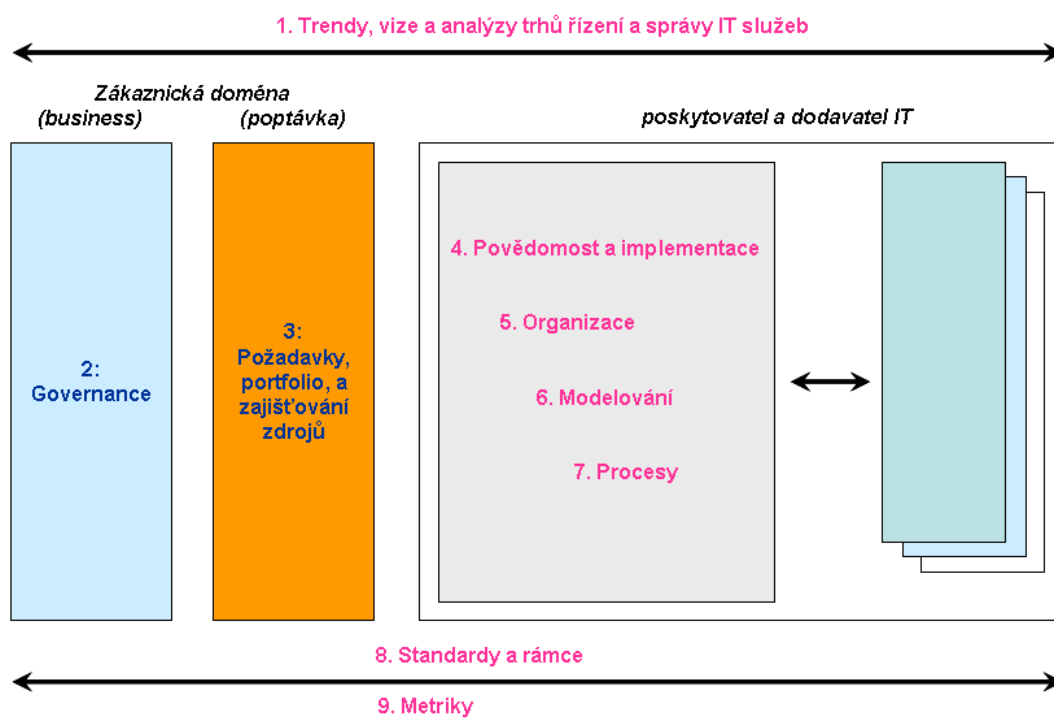 1. Trendy, vize a analýzy trhů řízení a správy IT služeb
Zákaznická doména
(business)
(poptávka)
poskytovatel a dodavatel IT
2:
Governance
3:
Požadavky,
portfolio, a
zajišťování
zdrojů
4. Povědomost a implementace
5. Organizace
6. Modelování
7. Procesy
8. Standardy a rámce
9. Metriky